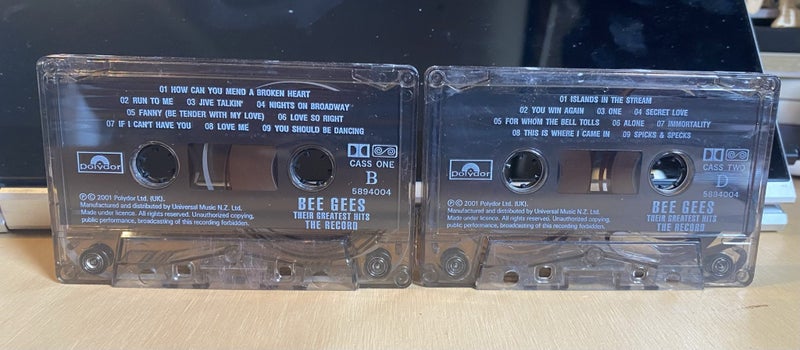 01 HOW CAN YOU MEND A BROKEN HEART
02 RUN TO ME 03 JIVE TALKIN' 04 NIGHTS ON BROADWAY
05 FANNY (BE TENDER WITH MY LOVE) 06 LOVE SO RIGHT
07 IF I CAN'T HAVE YOU 08 LOVE ME 09 YOU SHOULD BE DANCING
polydor
CASS ONE
B
5894004
℗© 2001 Polydor Ltd. (UK).
Manufactured and distributed by Universal Music N.Z. Ltd.
Made under licence. All rights reserved. Unauthorized copying,
public performance, broadcasting of this recording forbidden.
BEE GEES
THEIR GREATEST HITS
THE RECORD
01 ISLANDS IN THE STREAM
02 YOU WIN AGAIN 03 ONE 04 SECRET LOVE
05 FOR WHOM THE BELL TOLLS 06 ALONE 07 IMMORTALITY
08 THIS IS WHERE I CAME IN 09 SPICKS & SPECKS
polydor
CASS TWO
D
5894004
℗© 2001 Polydor Ltd. (UK).
Manufactured and distributed by Universal Music N.Z. Ltd.
Made under licence. All rights reserved. Unauthorized copying,
public performance, broadcasting of this recording forbidden.
BEE GEES
THEIR GREATEST HITS
THE RECORD